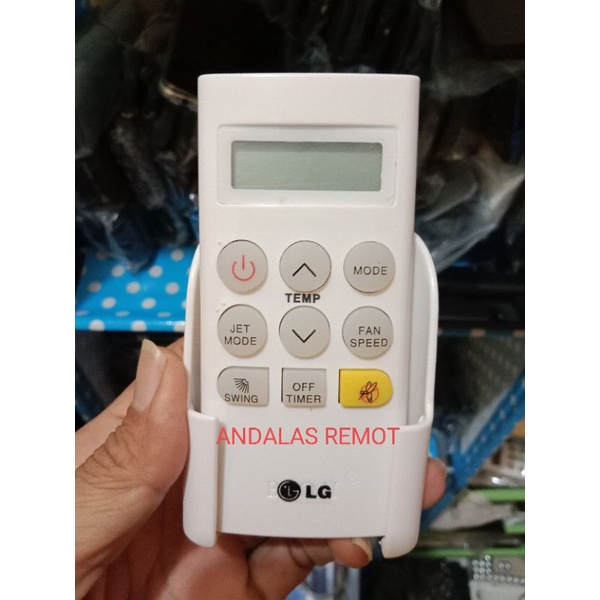 MODE
TEMP
JET
MODE
FAN
SPEED
SWING
OFF
TIMER
ANDALAS REMOT
LG